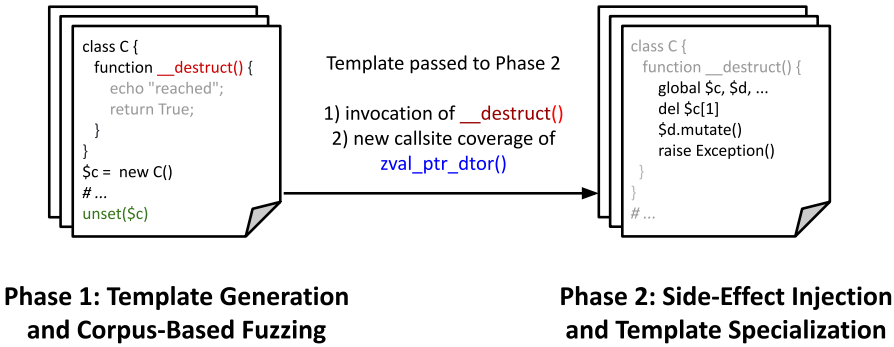 class C {
function __destruct() {
echo "reached";
return True;
}
}
$c = new C()
# ...
unset($c)
Template passed to Phase 2
1) invocation of __destruct()
2) new callsite coverage of
zval_ptr_dtor()
class C {
function __destruct() {
global $c, $d, ...
del $c[1]
$d.mutate()
raise Exception()
}
}
# ...
Phase 1: Template Generation
and Corpus-Based Fuzzing
Phase 2: Side-Effect Injection
and Template Specialization